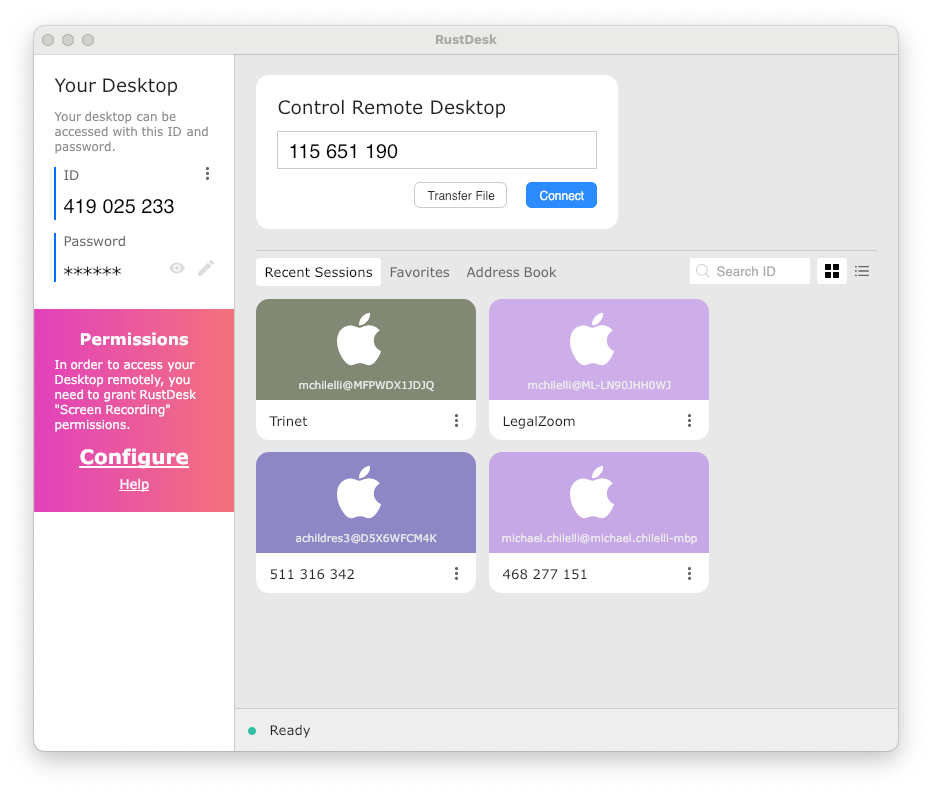 RustDesk
Your Desktop
Your desktop can be
accessed with this ID and
password.
ID
419 025 233
Password
******
Permissions
In order to access your
Desktop remotely, you
need to grant RustDesk
"Screen Recording"
permissions.
Configure
Help
Control Remote Desktop
115 651 190
Transfer File
Connect
Recent Sessions
Favorites
Address Book
Search ID
mchilelli@MFPWDX1JDJQ
Trinet
mchilelli@ML-LN90JHH0WJ
LegalZoom
achildres3@D5X6WFCM4K
511 316 342
michael.chilelli@michael.chilelli-mbp
468 277 151
Ready